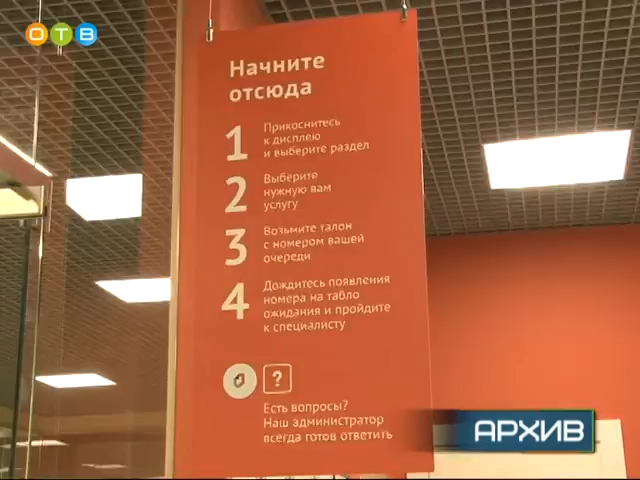 ОТВ
Начните
отсюда
1
Прикоснитесь
к дисплею
и выберите раздел
2
Выберите
нужную вам
услугу
3
Возьмите талон
с номером вашей
очереди
4
Дождитесь появления
номера на табло
ожидания и пройдите
к специалисту
?
Есть вопросы?
Наш администратор
всегда готов ответить
АРХИВ